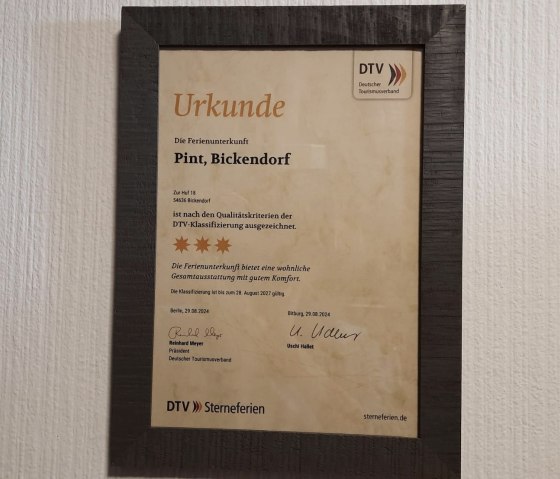 DTV
Deutscher
Tourismusverband
Urkunde
Die Ferienunterkunft
Pint, Bickendorf
Zur Huf 18
54636 Bickendorf
ist nach den Qualitätskriterien der
DTV-Klassifizierung ausgezeichnet.
Die Ferienunterkunft bietet eine wohnliche
Gesamtausstattung mit gutem Komfort.
Die Klassifizierung ist bis zum 28. August 2027 gültig
Berlin, 29.08.2024
Bitburg, 29.08.2024
Reinhard Meyer
Präsident
Deutscher Tourismusverband
Uschi Hallet
DTV Sterneferien
sterneferien.de